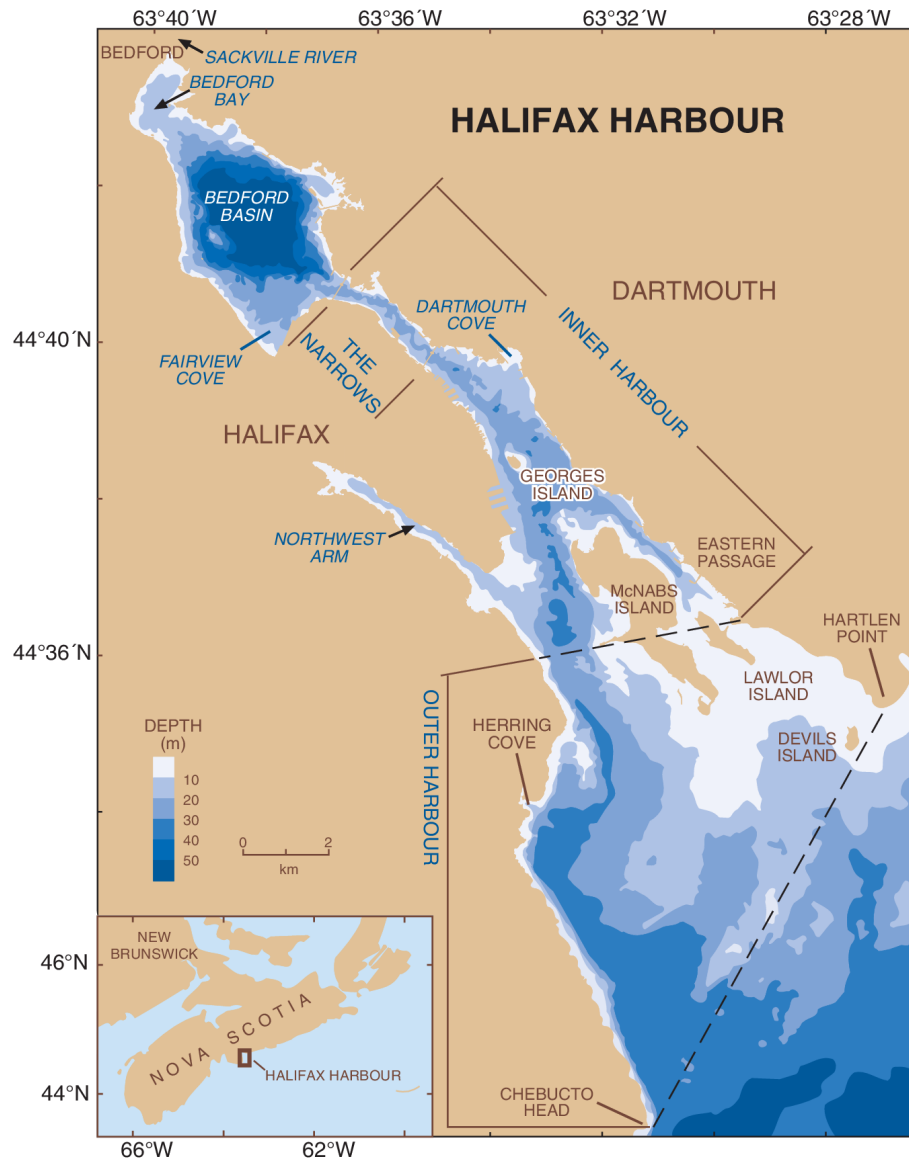 63°40´W
63°36´W
63°32´W
63°28´W
BEDFORD
SACKVILLE RIVER
BEDFORD
BAY
HALIFAX HARBOUR
BEDFORD
BASIN
DARTMOUTH
DARTMOUTH
COVE
INNER HARBOUR
44°40´N
FAIRVIEW
COVE
THE
NARROWS
HALIFAX
GEORGES
ISLAND
NORTHWEST
ARM
EASTERN
PASSAGE
McNABS
ISLAND
HARTLEN
POINT
44°36´N
LAWLOR
ISLAND
OUTER HARBOUR
HERRING
COVE
DEVILS
ISLAND
DEPTH
(m)
10
20
30
40
50
0
2
km
NEW
BRUNSWICK
46°N
NOVA SCOTIA
HALIFAX HARBOUR
44°N
CHEBUCTO
HEAD
66°W
62°W